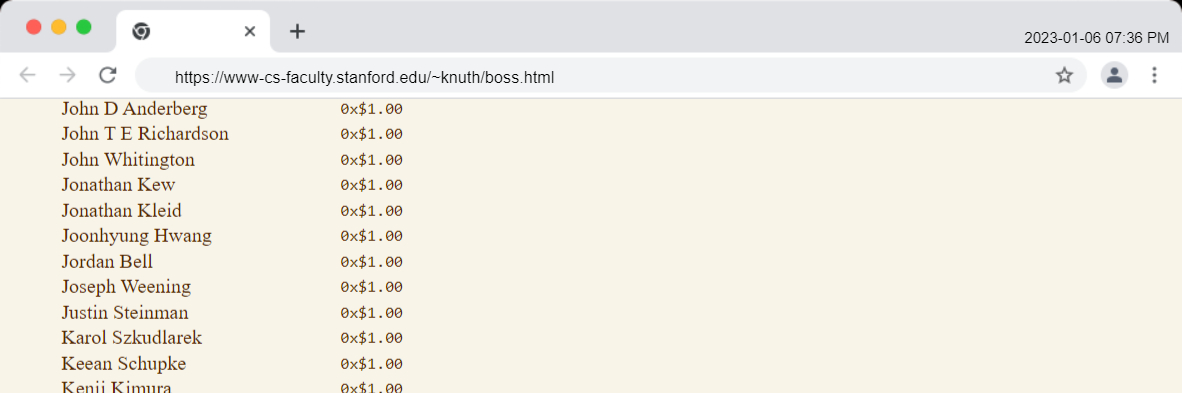 2023-01-06 07:36 PM
https://www-cs-faculty.stanford.edu/~knuth/boss.html
John D Anderberg 0x$1.00
John T E Richardson 0x$1.00
John Whitington 0x$1.00
Jonathan Kew 0x$1.00
Jonathan Kleid 0x$1.00
Joonhyung Hwang 0x$1.00
Jordan Bell 0x$1.00
Joseph Weening 0x$1.00
Justin Steinman 0x$1.00
Karol Szkudlarek 0x$1.00
Keean Schupke 0x$1.00
Kenji Kimura 0x$1.00